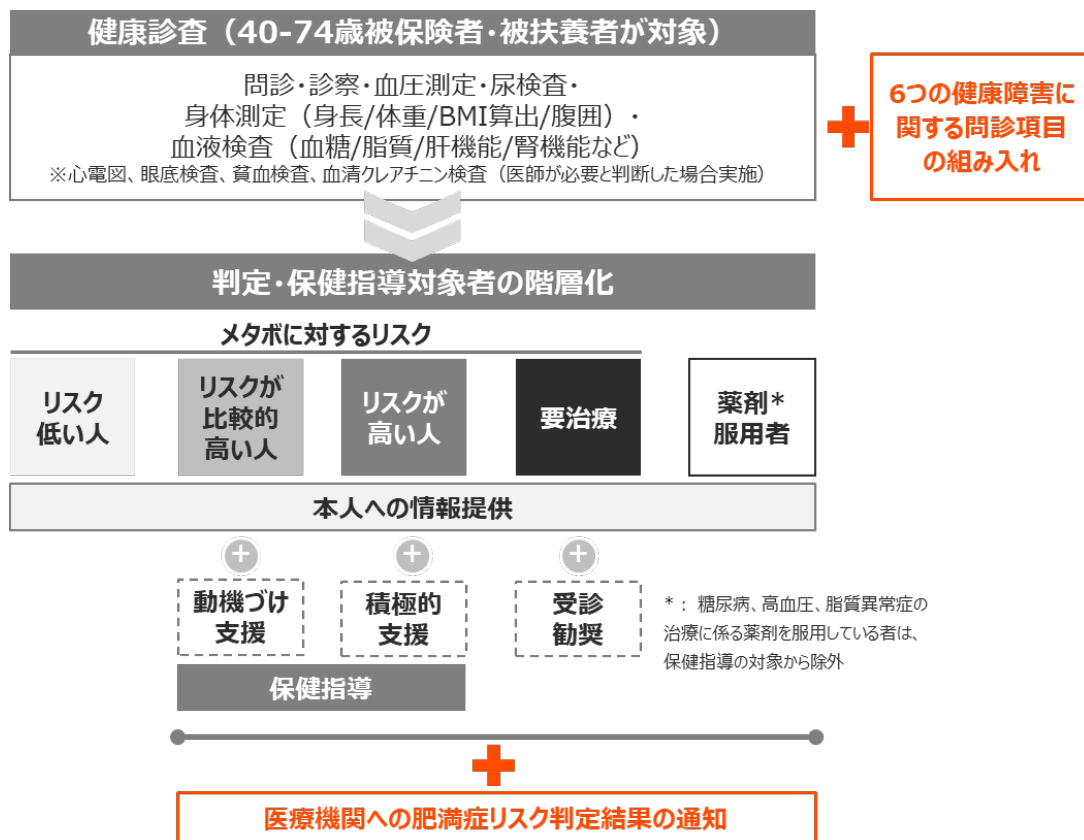 健康診査（40-74歳被保険者・被扶養者が対象）
問診・診察・血圧測定・尿検査・
身体測定（身長/体重/BMI算出/腹囲）・
血液検査（血糖/脂質/肝機能/腎機能など）
※心電図、眼底検査、貧血検査、血清クレアチニン検査（医師が必要と判断した場合実施）
6つの健康障害に
関する問診項目
の組み入れ
判定・保健指導対象者の階層化
メタボに対するリスク
リスク
低い人
リスクが
比較的
高い人
リスクが
高い人
要治療
薬剤*
服用者
本人への情報提供
動機づけ
支援
積極的
支援
受診
勧奨
保健指導
*： 糖尿病、高血圧、脂質異常症の
治療に係る薬剤を服用している者は、
保健指導の対象から除外
医療機関への肥満症リスク判定結果の通知